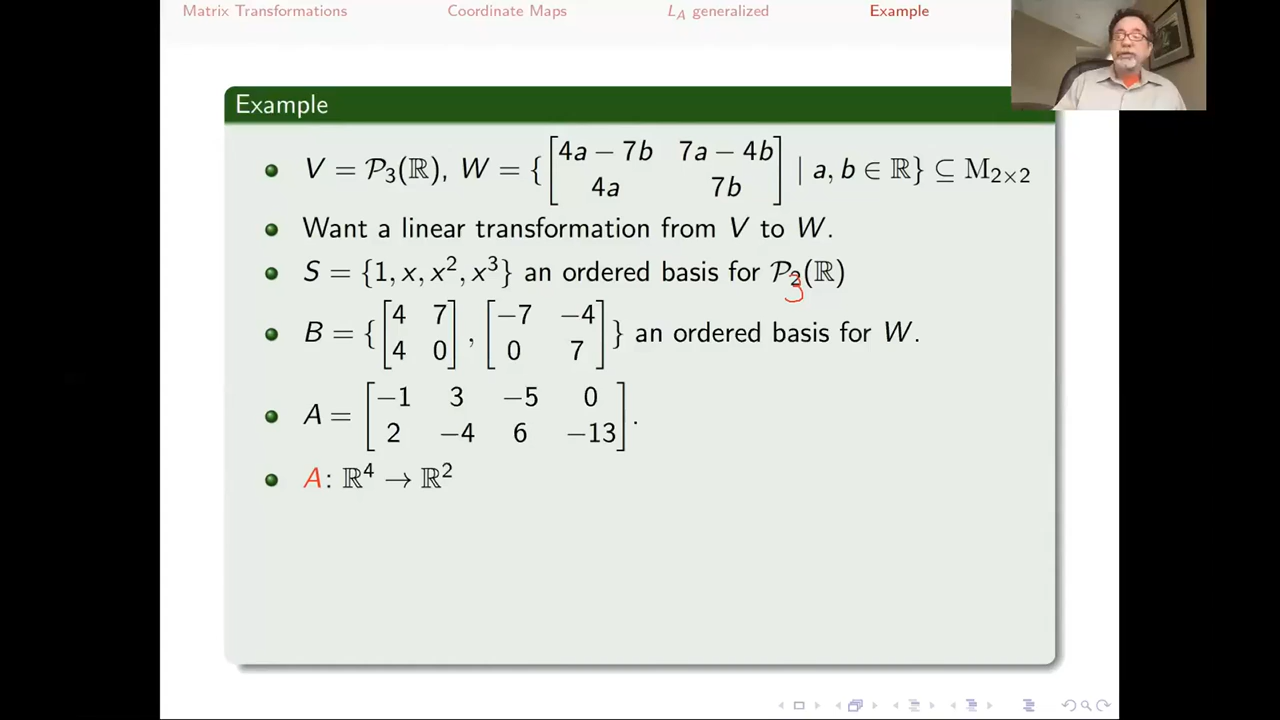 Matrix Transformations Coordinate Maps L_A generalized Example
Example
V = 𝒫₃(ℝ), W = { [4a − 7b 7a − 4b; 4a 7b] | a, b ∈ ℝ} ⊆ M₂ₓ₂
Want a linear transformation from V to W.
S = {1, x, x², x³} an ordered basis for 𝒫₂(ℝ)
3
B = { [4 7; 4 0], [−7 −4; 0 7] } an ordered basis for W.
A = [−1 3 −5 0; 2 −4 6 −13].
A: ℝ⁴ → ℝ²